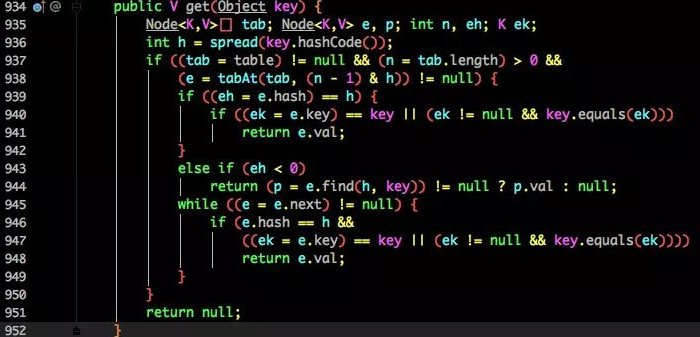 934 @ public V get(Object key) {
935 Node<K,V>[] tab; Node<K,V> e, p; int n, eh; K ek;
936 int h = spread(key.hashCode());
937 if ((tab = table) != null && (n = tab.length) > 0 &&
938 (e = tabAt(tab, (n - 1) & h)) != null) {
939 if ((eh = e.hash) == h) {
940 if ((ek = e.key) == key || (ek != null && key.equals(ek)))
941 return e.val;
942 }
943 else if (eh < 0)
944 return (p = e.find(h, key)) != null ? p.val : null;
945 while ((e = e.next) != null) {
946 if (e.hash == h &&
947 ((ek = e.key) == key || (ek != null && key.equals(ek))))
948 return e.val;
949 }
950 }
951 return null;
952 }